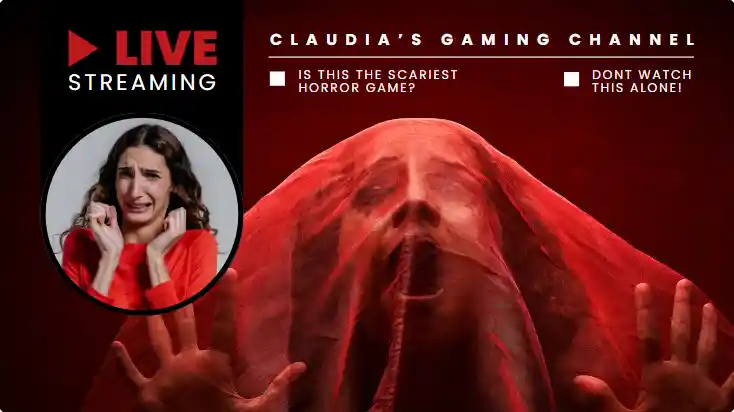 LIVE
STREAMING
CLAUDIA’S GAMING CHANNEL
IS THIS THE SCARIEST
HORROR GAME?
DONT WATCH
THIS ALONE!